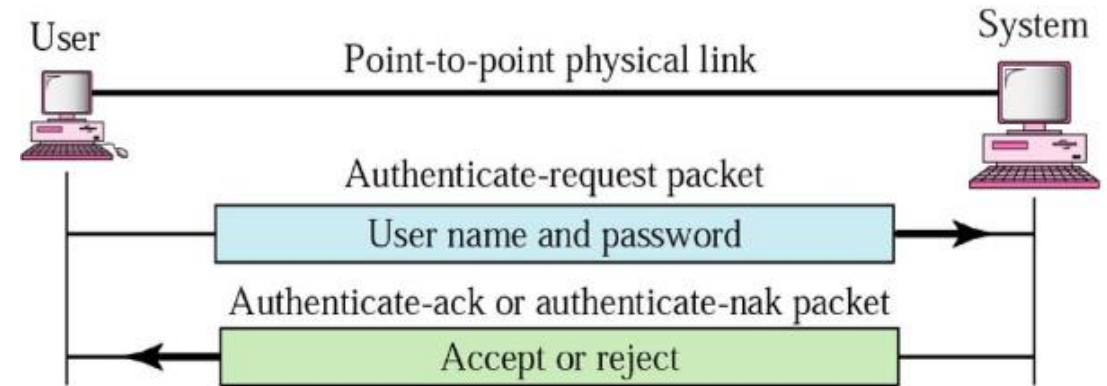 User
System
Point-to-point physical link
Authenticate-request packet
User name and password
Authenticate-ack or authenticate-nak packet
Accept or reject